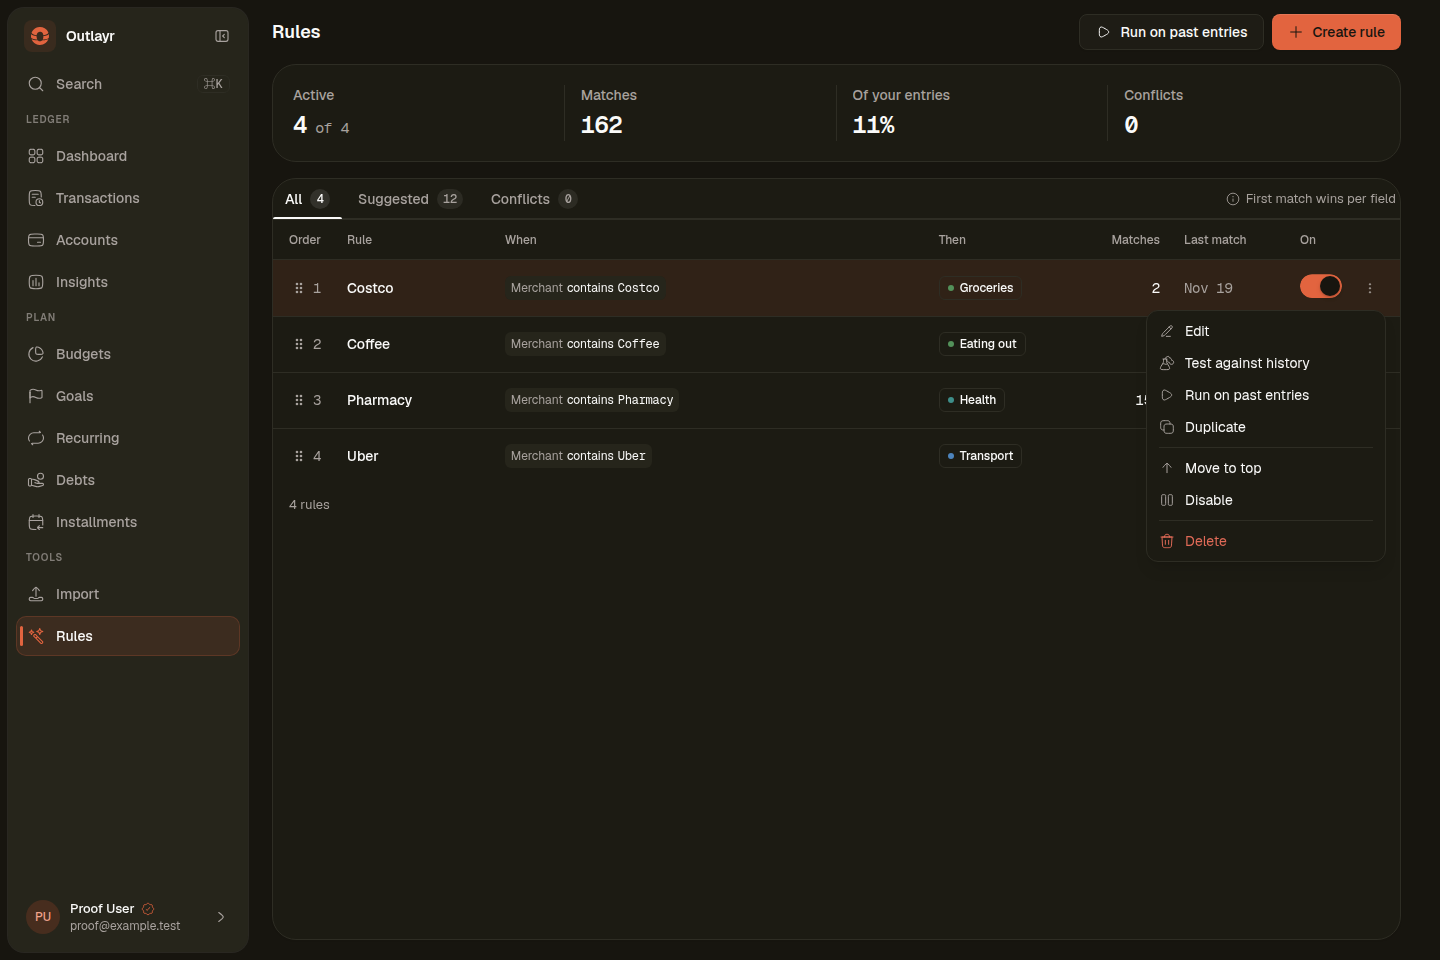 Outlayr
Search ⌘K
LEDGER
Dashboard
Transactions
Accounts
Insights
PLAN
Budgets
Goals
Recurring
Debts
Installments
TOOLS
Import
Rules
PU
Proof User
proof@example.test
Rules
Run on past entries
Create rule
Active
4 of 4
Matches
162
Of your entries
11%
Conflicts
0
All 4
Suggested 12
Conflicts 0
First match wins per field
Order Rule When Then Matches Last match On
1 Costco Merchant contains Costco Groceries 2 Nov 19
2 Coffee Merchant contains Coffee Eating out
3 Pharmacy Merchant contains Pharmacy Health
4 Uber Merchant contains Uber Transport
4 rules
Edit
Test against history
Run on past entries
Duplicate
Move to top
Disable
Delete